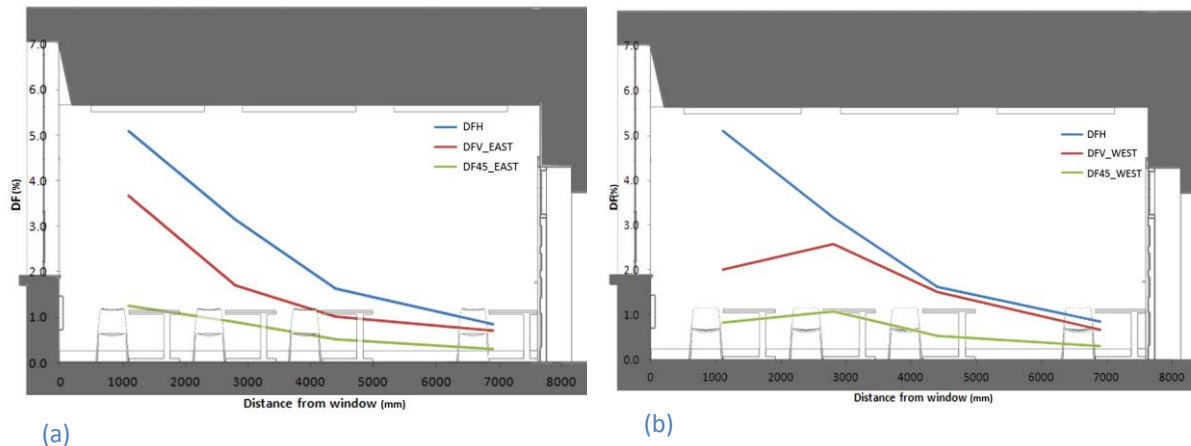 7.0
6.0
5.0
4.0
3.0
2.0
1.0
0.0
DF (%)
DFH
DFV_EAST
DF45_EAST
0 1000 2000 3000 4000 5000 6000 7000 8000
Distance from window (mm)
(a)
7.0
6.0
5.0
4.0
3.0
2.0
1.0
0.0
DF(%)
DFH
DFV_WEST
DF45_WEST
0 1000 2000 3000 4000 5000 6000 7000 8000
Distance from window (mm)
(b)